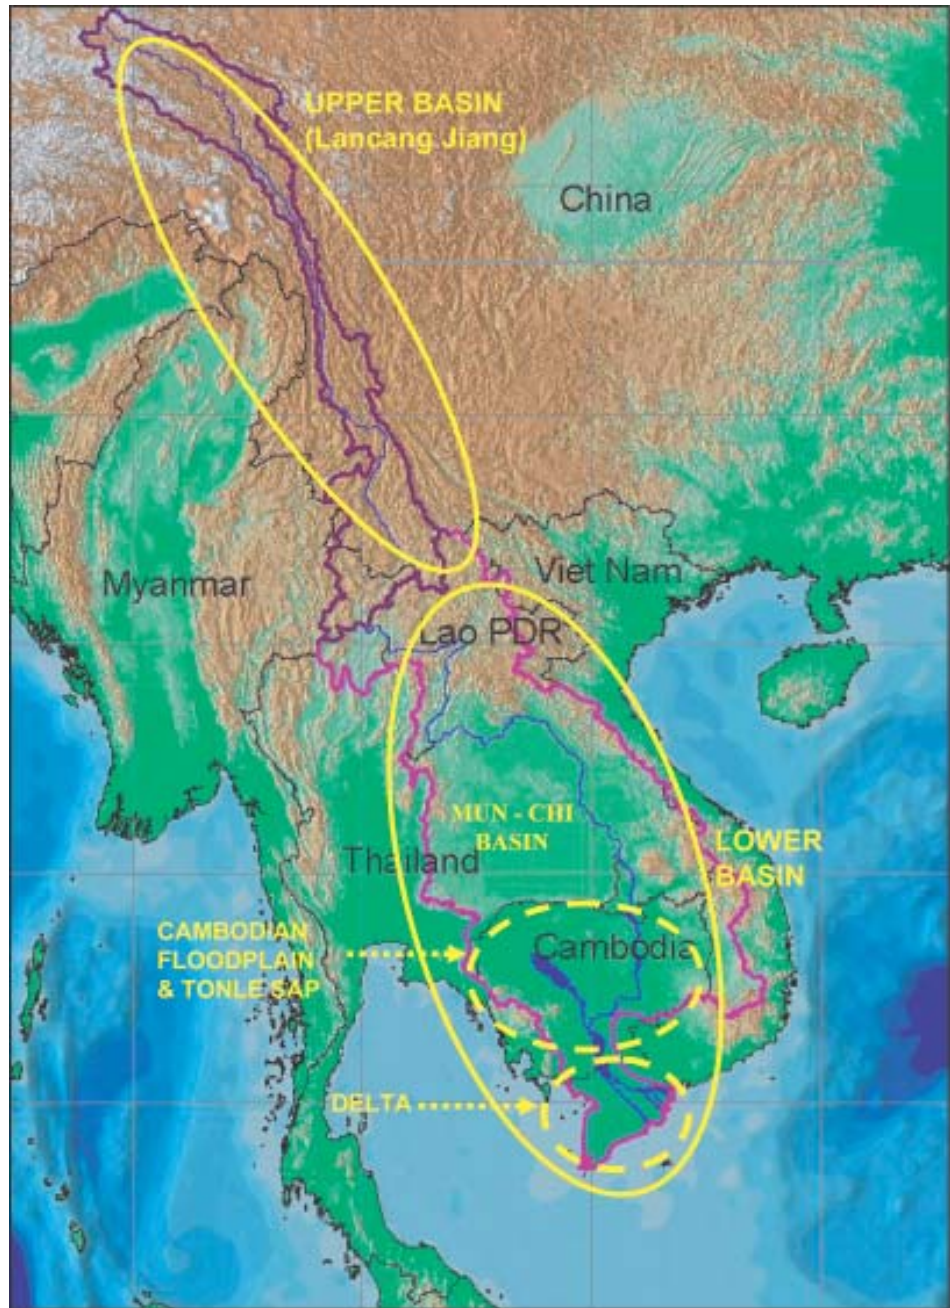 UPPER BASIN
(Lancang Jiang)
China
Myanmar
Viet Nam
Lao PDR
MUN - CHI
BASIN
Thailand
LOWER
BASIN
CAMBODIAN
FLOODPLAIN
& TONLE SAP
Cambodia
DELTA